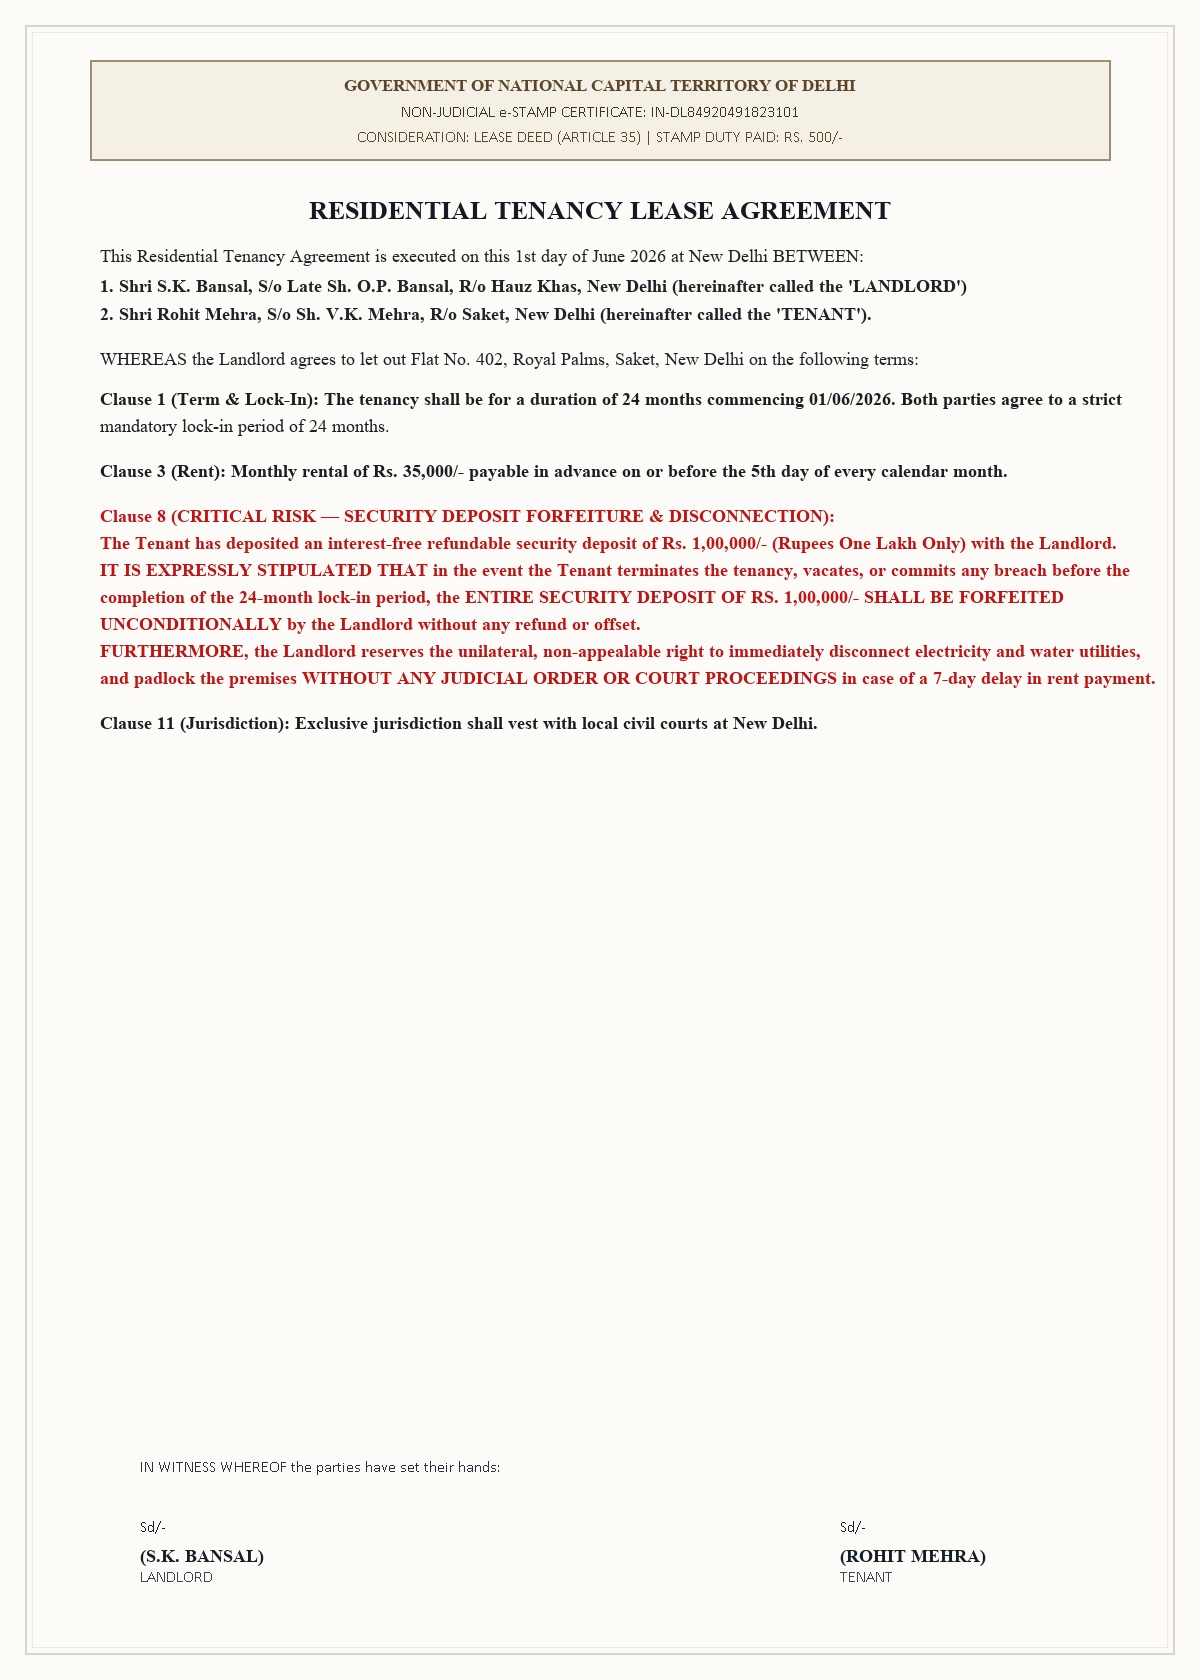 GOVERNMENT OF NATIONAL CAPITAL TERRITORY OF DELHI
NON-JUDICIAL e-STAMP CERTIFICATE: IN-DL84920491823101
CONSIDERATION: LEASE DEED (ARTICLE 35) | STAMP DUTY PAID: RS. 500/-
RESIDENTIAL TENANCY LEASE AGREEMENT
This Residential Tenancy Agreement is executed on this 1st day of June 2026 at New Delhi BETWEEN:
1. Shri S.K. Bansal, S/o Late Sh. O.P. Bansal, R/o Hauz Khas, New Delhi (hereinafter called the 'LANDLORD')
2. Shri Rohit Mehra, S/o Sh. V.K. Mehra, R/o Saket, New Delhi (hereinafter called the 'TENANT').
WHEREAS the Landlord agrees to let out Flat No. 402, Royal Palms, Saket, New Delhi on the following terms:
Clause 1 (Term & Lock-In): The tenancy shall be for a duration of 24 months commencing 01/06/2026. Both parties agree to a strict
mandatory lock-in period of 24 months.
Clause 3 (Rent): Monthly rental of Rs. 35,000/- payable in advance on or before the 5th day of every calendar month.
Clause 8 (CRITICAL RISK — SECURITY DEPOSIT FORFEITURE & DISCONNECTION):
The Tenant has deposited an interest-free refundable security deposit of Rs. 1,00,000/- (Rupees One Lakh Only) with the Landlord.
IT IS EXPRESSLY STIPULATED THAT in the event the Tenant terminates the tenancy, vacates, or commits any breach before the
completion of the 24-month lock-in period, the ENTIRE SECURITY DEPOSIT OF RS. 1,00,000/- SHALL BE FORFEITED
UNCONDITIONALLY by the Landlord without any refund or offset.
FURTHERMORE, the Landlord reserves the unilateral, non-appealable right to immediately disconnect electricity and water utilities,
and padlock the premises WITHOUT ANY JUDICIAL ORDER OR COURT PROCEEDINGS in case of a 7-day delay in rent payment.
Clause 11 (Jurisdiction): Exclusive jurisdiction shall vest with local civil courts at New Delhi.
IN WITNESS WHEREOF the parties have set their hands:
Sd/- Sd/-
(S.K. BANSAL) (ROHIT MEHRA)
LANDLORD TENANT